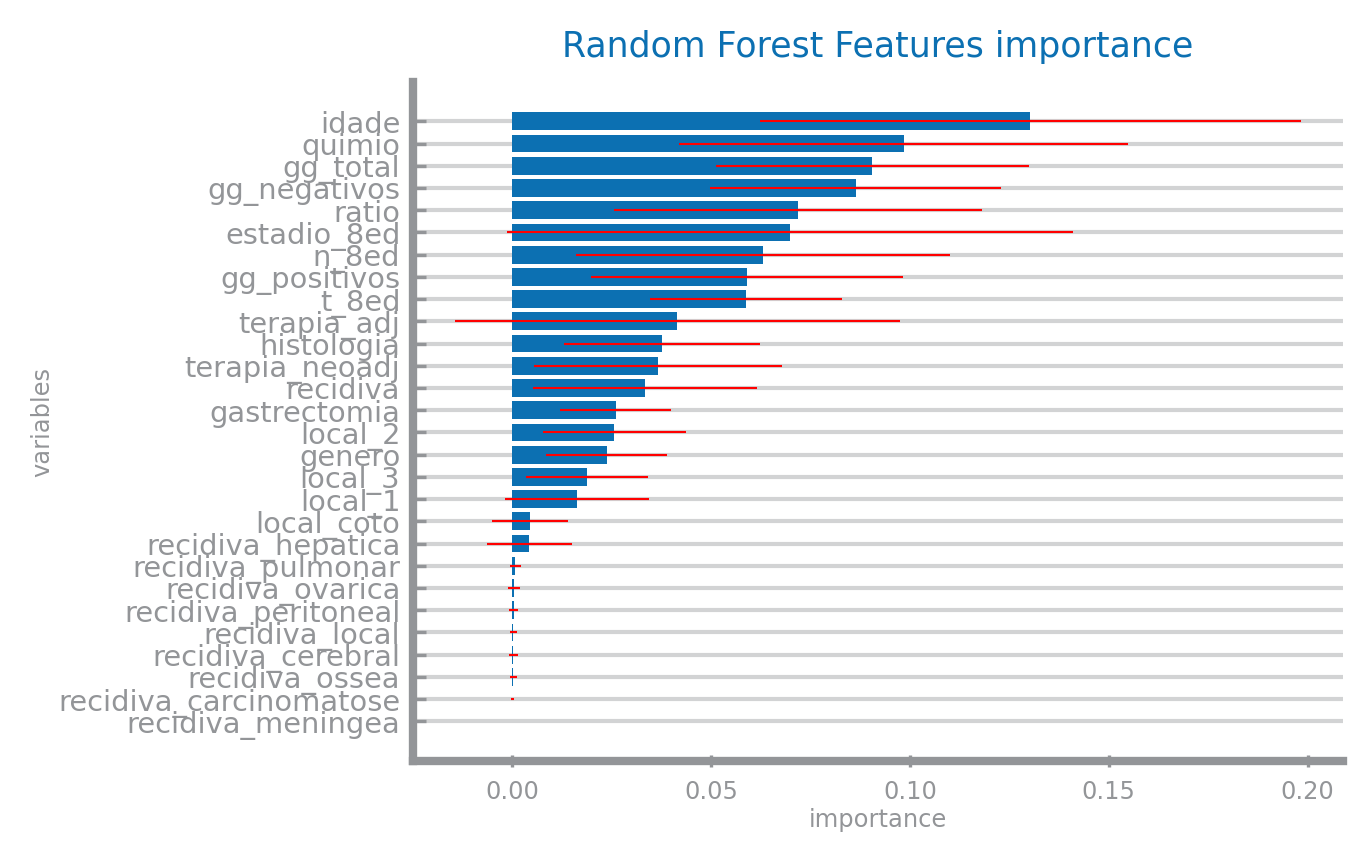 Random Forest Features importance
idade
quimio
gg_total
gg_negativos
ratio
estadio_8ed
n_8ed
gg_positivos
t_8ed
terapia_adj
histologia
terapia_neoadj
recidiva
gastrectomia
local_2
genero
local_3
local_1
local_coto
recidiva_hepatica
recidiva_pulmonar
recidiva_ovarica
recidiva_peritoneal
recidiva_local
recidiva_cerebral
recidiva_ossea
recidiva_carcinomatose
recidiva_meningea
variables
0.00 0.05 0.10 0.15 0.20
importance